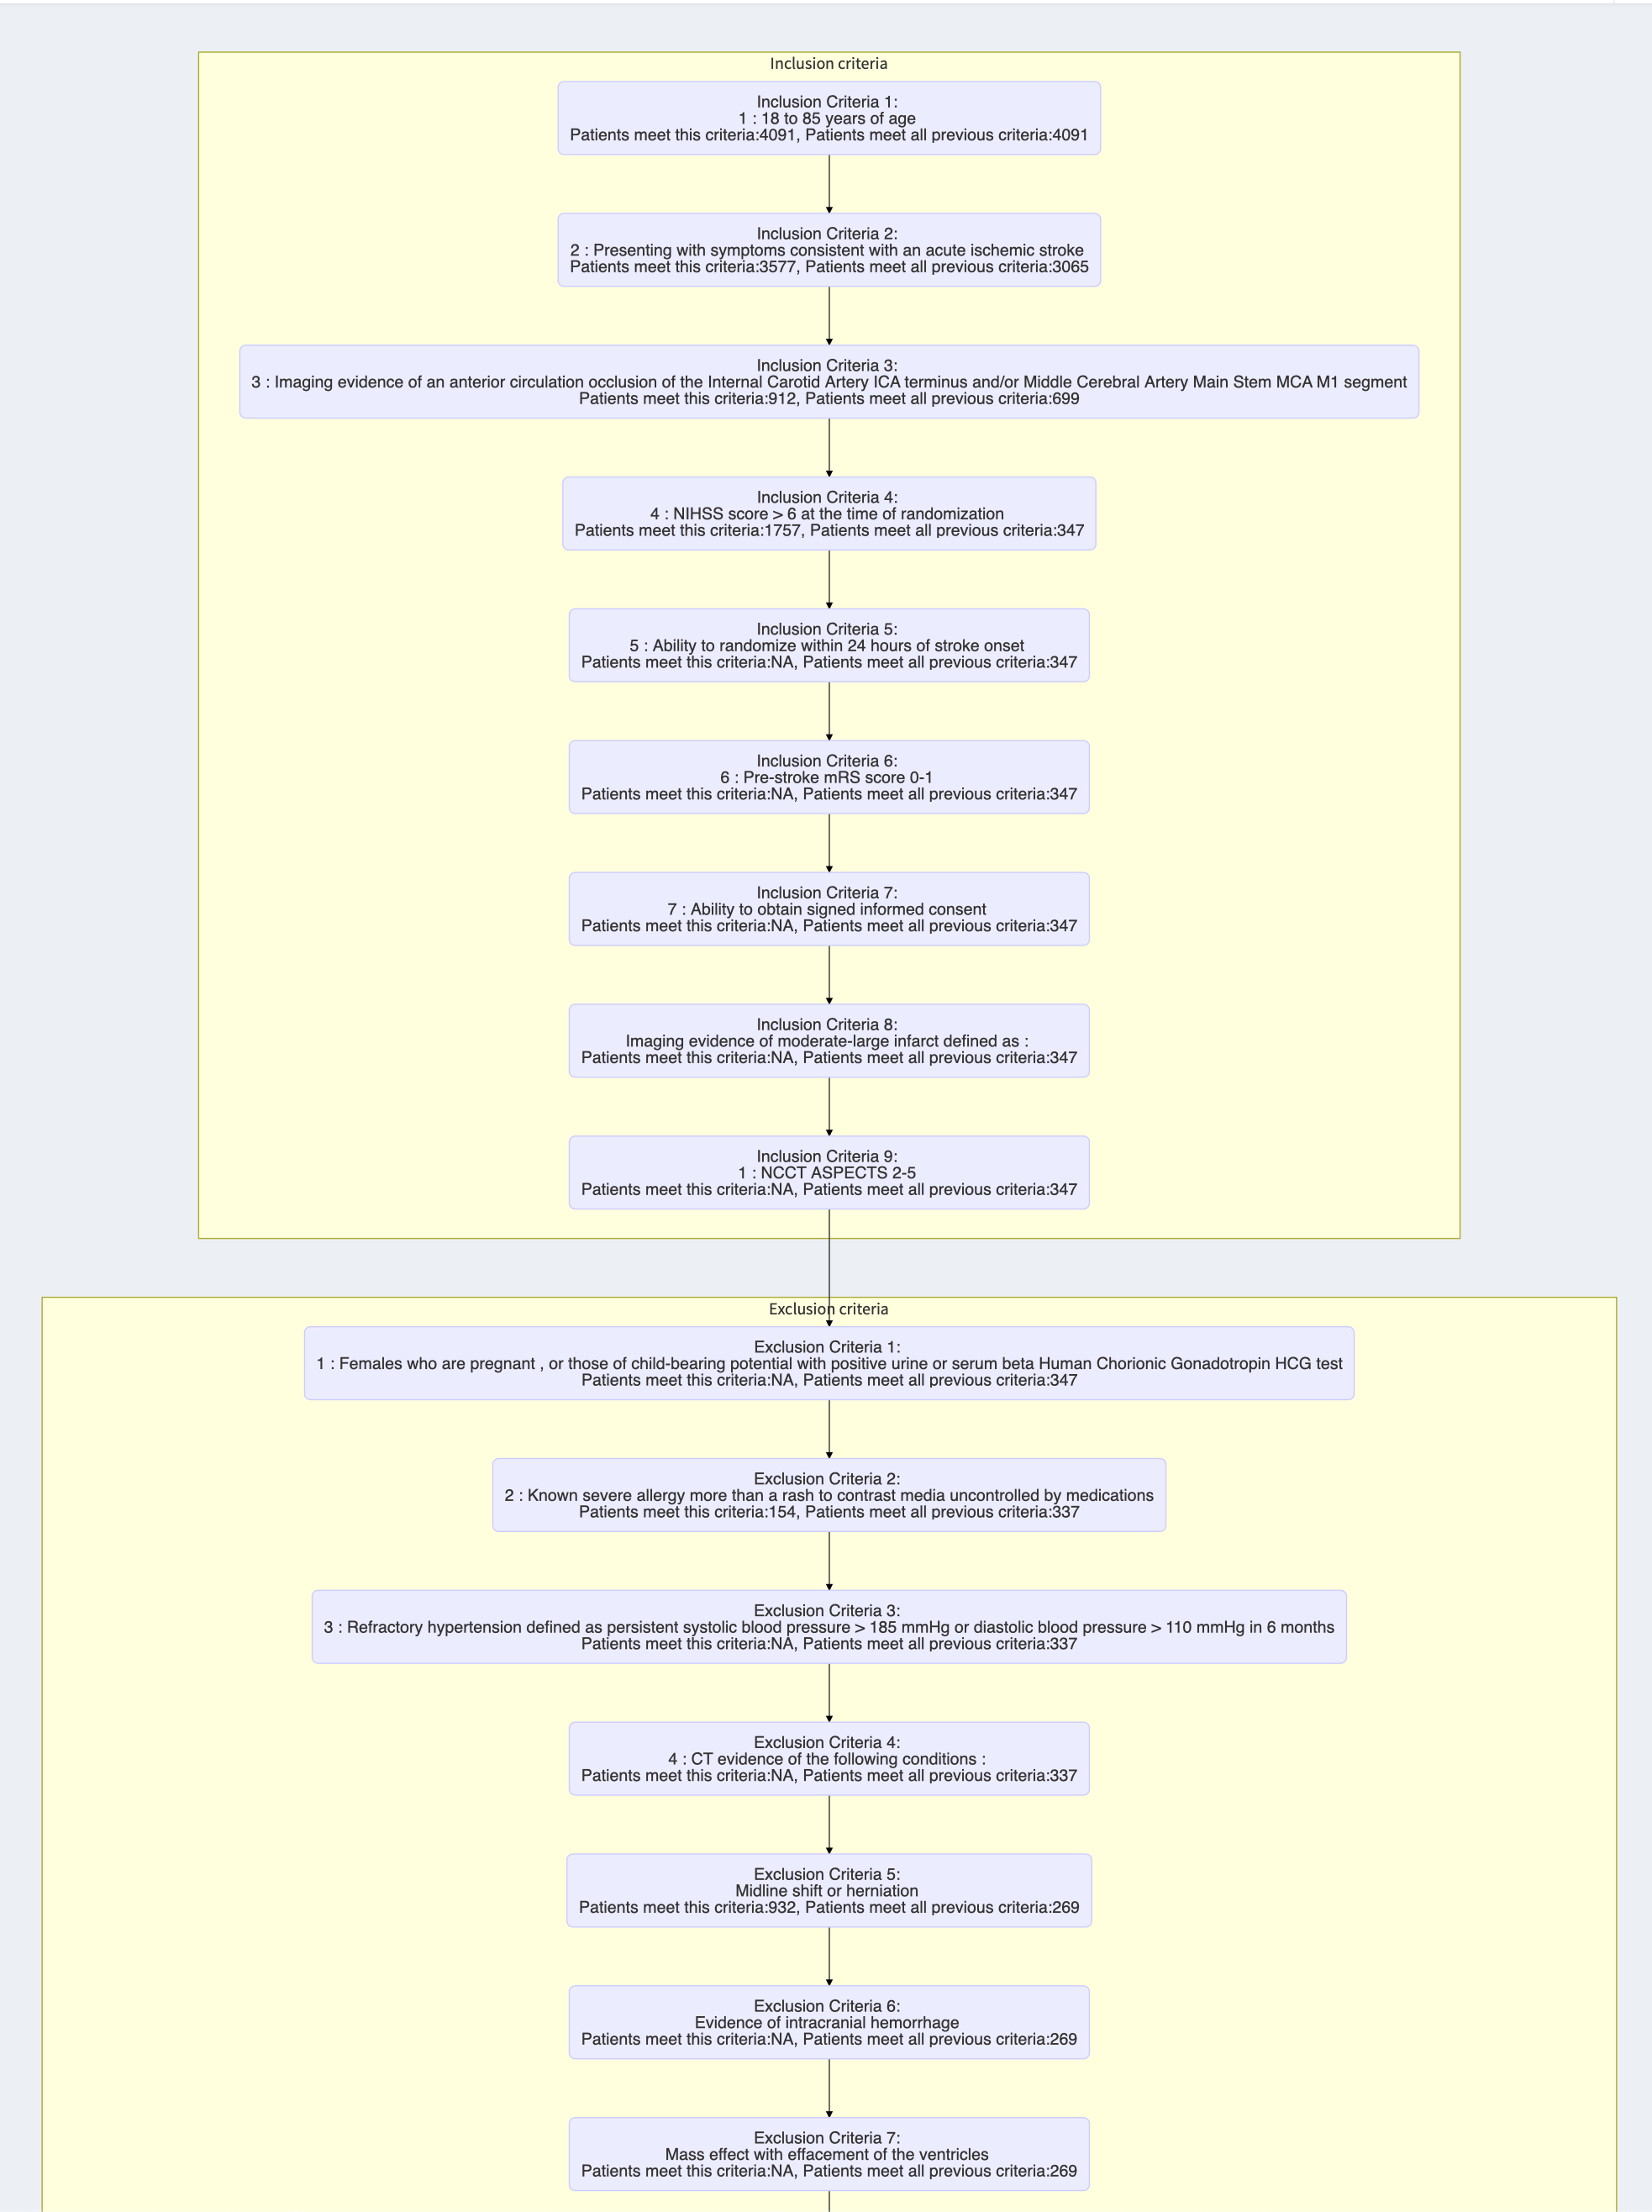 Inclusion criteria
Inclusion Criteria 1:
1 : 18 to 85 years of age
Patients meet this criteria:4091, Patients meet all previous criteria:4091
Inclusion Criteria 2:
2 : Presenting with symptoms consistent with an acute ischemic stroke
Patients meet this criteria:3577, Patients meet all previous criteria:3065
Inclusion Criteria 3:
3 : Imaging evidence of an anterior circulation occlusion of the Internal Carotid Artery ICA terminus and/or Middle Cerebral Artery Main Stem MCA M1 segment
Patients meet this criteria:912, Patients meet all previous criteria:699
Inclusion Criteria 4:
4 : NIHSS score > 6 at the time of randomization
Patients meet this criteria:1757, Patients meet all previous criteria:347
Inclusion Criteria 5:
5 : Ability to randomize within 24 hours of stroke onset
Patients meet this criteria:NA, Patients meet all previous criteria:347
Inclusion Criteria 6:
6 : Pre-stroke mRS score 0-1
Patients meet this criteria:NA, Patients meet all previous criteria:347
Inclusion Criteria 7:
7 : Ability to obtain signed informed consent
Patients meet this criteria:NA, Patients meet all previous criteria:347
Inclusion Criteria 8:
Imaging evidence of moderate-large infarct defined as :
Patients meet this criteria:NA, Patients meet all previous criteria:347
Inclusion Criteria 9:
1 : NCCT ASPECTS 2-5
Patients meet this criteria:NA, Patients meet all previous criteria:347
Exclusion criteria
Exclusion Criteria 1:
1 : Females who are pregnant , or those of child-bearing potential with positive urine or serum beta Human Chorionic Gonadotropin HCG test
Patients meet this criteria:NA, Patients meet all previous criteria:347
Exclusion Criteria 2:
2 : Known severe allergy more than a rash to contrast media uncontrolled by medications
Patients meet this criteria:154, Patients meet all previous criteria:337
Exclusion Criteria 3:
3 : Refractory hypertension defined as persistent systolic blood pressure > 185 mmHg or diastolic blood pressure > 110 mmHg in 6 months
Patients meet this criteria:NA, Patients meet all previous criteria:337
Exclusion Criteria 4:
4 : CT evidence of the following conditions :
Patients meet this criteria:NA, Patients meet all previous criteria:337
Exclusion Criteria 5:
Midline shift or herniation
Patients meet this criteria:932, Patients meet all previous criteria:269
Exclusion Criteria 6:
Evidence of intracranial hemorrhage
Patients meet this criteria:NA, Patients meet all previous criteria:269
Exclusion Criteria 7:
Mass effect with effacement of the ventricles
Patients meet this criteria:NA, Patients meet all previous criteria:269